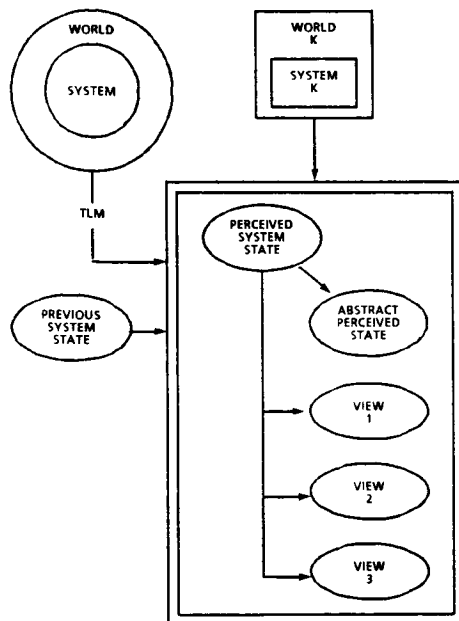 WORLD
SYSTEM
WORLD
K
SYSTEM
K
TLM
PERCEIVED
SYSTEM
STATE
PREVIOUS
SYSTEM
STATE
ABSTRACT
PERCEIVED
STATE
VIEW
1
VIEW
2
VIEW
3